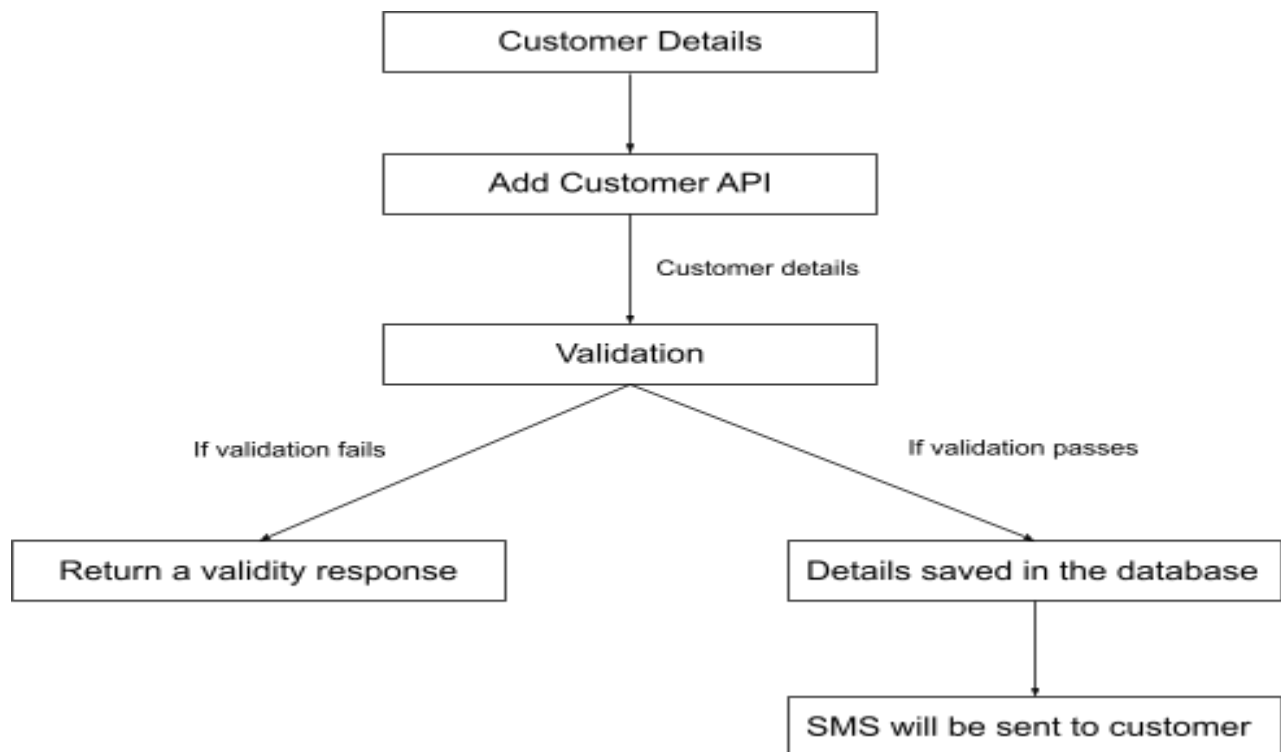 Customer Details
Add Customer API
Customer details
Validation
If validation fails
If validation passes
Return a validity response
Details saved in the database
SMS will be sent to customer